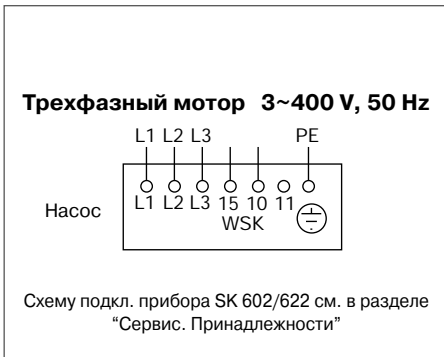 Трехфазный мотор 3~400 V, 50 Hz
L1 L2 L3 PE
Насос
L1 L2 L3 15 10 11
WSK
Схему подкл. прибора SK 602/622 см. в разделе
“Сервис. Принадлежности”